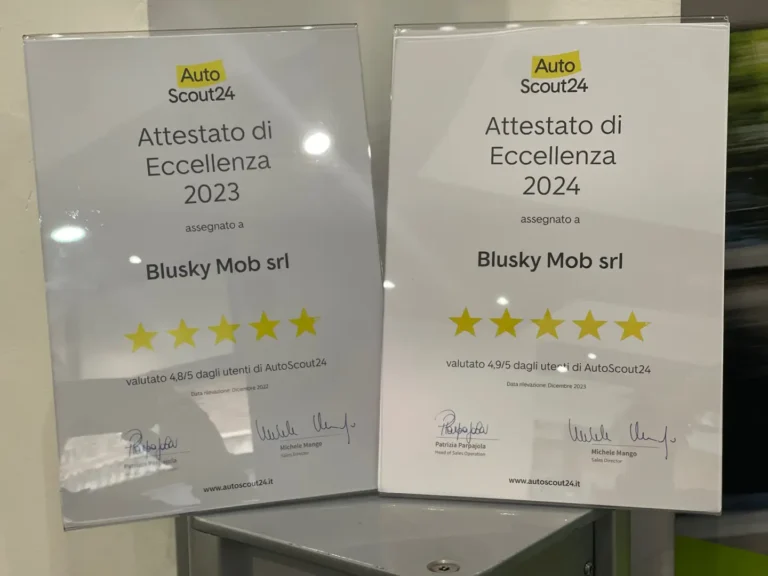 Auto
Scout24
Attestato di
Eccellenza
2023
assegnato a
Blusky Mob srl
valutato 4,8/5 dagli utenti di AutoScout24
Data rilevazione: Dicembre 2022
Patrizia Parpajola
Michele Mango
Sales Director
www.autoscout24.it
Auto
Scout24
Attestato di
Eccellenza
2024
assegnato a
Blusky Mob srl
valutato 4,9/5 dagli utenti di AutoScout24
Data rilevazione: Dicembre 2023
Patrizia Parpajola
Head of Sales Operation
Michele Mango
Sales Director
www.autoscout24.it